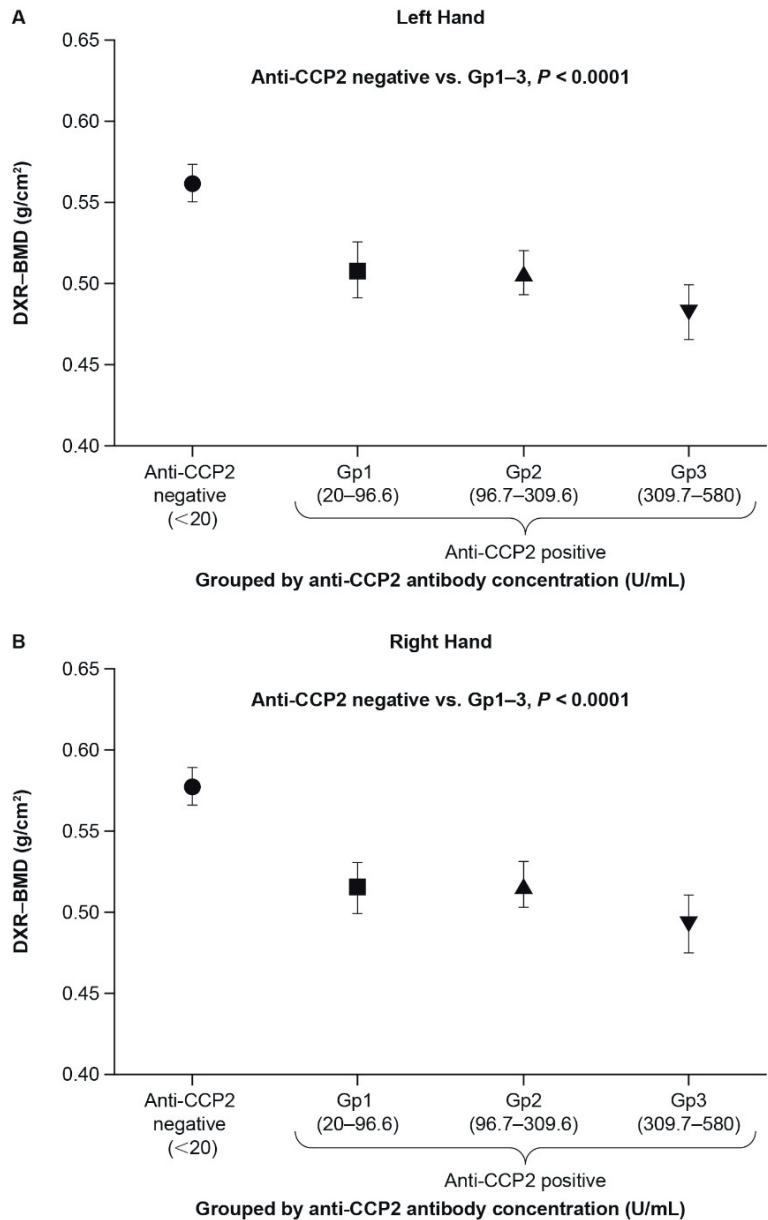 A
Left Hand
Anti-CCP2 negative vs. Gp1–3, P < 0.0001
DXR–BMD (g/cm²)
0.65
0.60
0.55
0.50
0.45
0.40
Anti-CCP2
negative
(<20)
Gp1
(20–96.6)
Gp2
(96.7–309.6)
Gp3
(309.7–580)
Anti-CCP2 positive
Grouped by anti-CCP2 antibody concentration (U/mL)
B
Right Hand
Anti-CCP2 negative vs. Gp1–3, P < 0.0001
DXR–BMD (g/cm²)
0.65
0.60
0.55
0.50
0.45
0.40
Anti-CCP2
negative
(<20)
Gp1
(20–96.6)
Gp2
(96.7–309.6)
Gp3
(309.7–580)
Anti-CCP2 positive
Grouped by anti-CCP2 antibody concentration (U/mL)